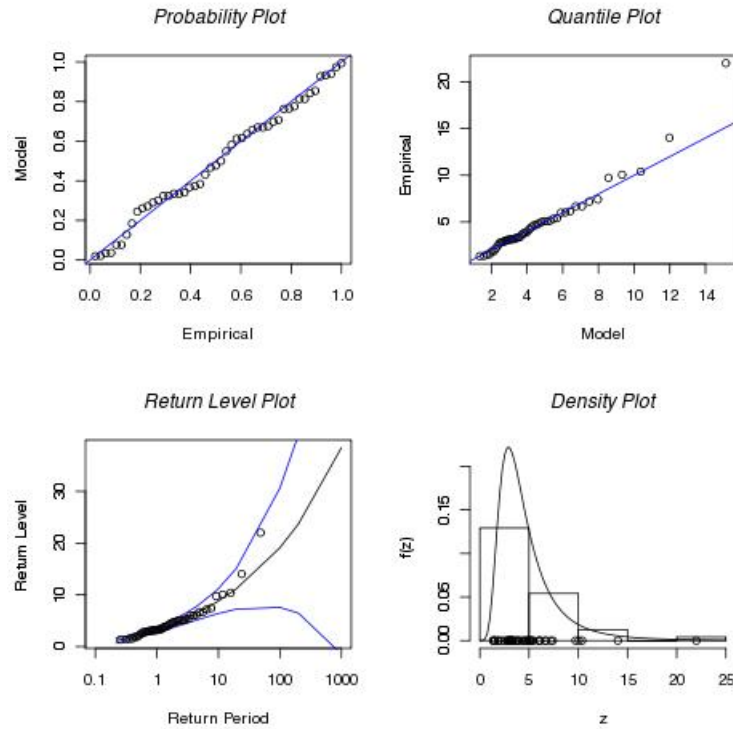 Probability Plot
Model
0.0 0.2 0.4 0.6 0.8 1.0
0.0 0.2 0.4 0.6 0.8 1.0
Empirical
Quantile Plot
Empirical
5 10 15 20
2 4 6 8 10 12 14
Model
Return Level Plot
Return Level
0 10 20 30
0.1 1 10 100 1000
Return Period
Density Plot
f(z)
0.00 0.05 0.15
0 5 10 15 20 25
z